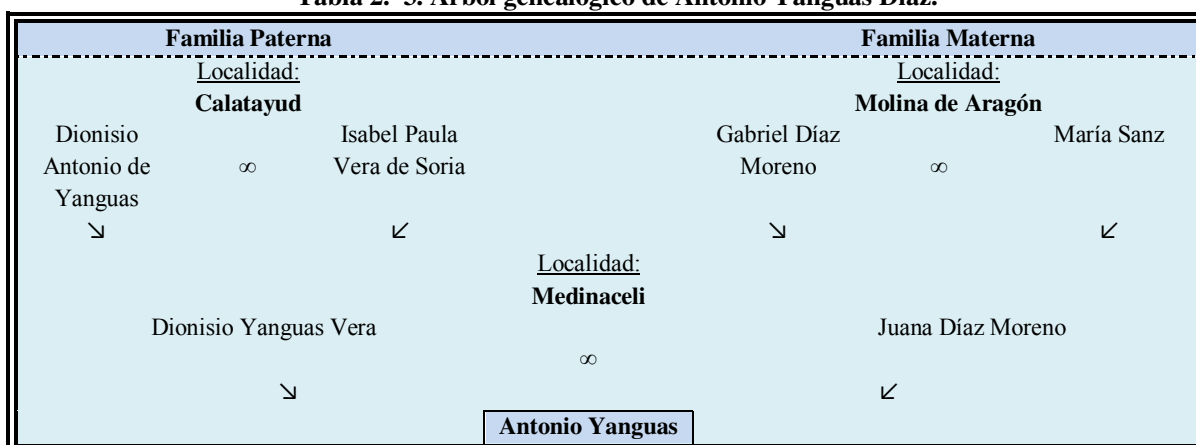 Tabla 2. 3. Árbol genealógico de Antonio Yanguas Díaz.
Familia Paterna Familia Materna
Localidad: Localidad:
Calatayud Molina de Aragón
Dionisio Isabel Paula Gabriel Díaz María Sanz
Antonio de ∞ Vera de Soria Moreno ∞
Yanguas
↘ ↙ ↘ ↙
Localidad:
Medinaceli
Dionisio Yanguas Vera Juana Díaz Moreno
∞
↘ ↙
Antonio Yanguas